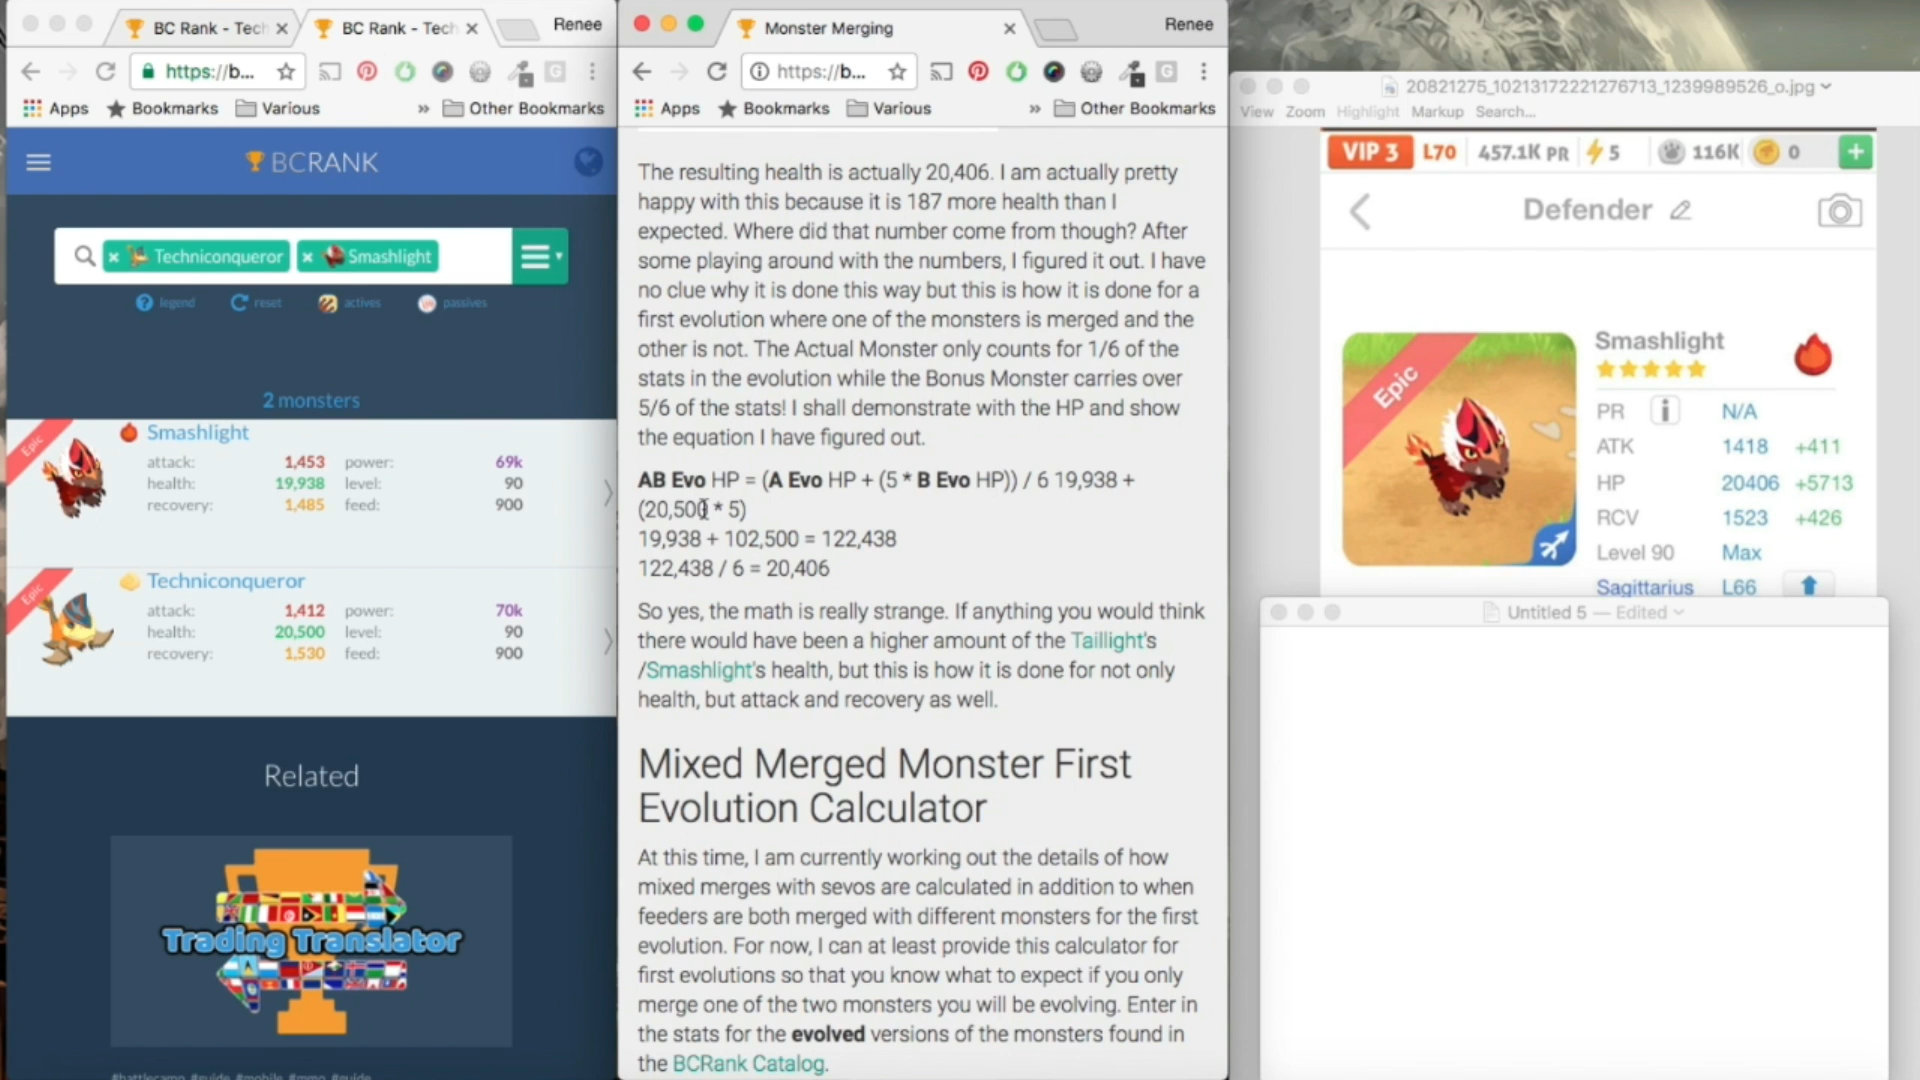 BC Rank - Tech
BC Rank - Tech
Renee
https://b...
Apps Bookmarks Various » Other Bookmarks
BCRANK
Techniconqueror Smashlight
legend reset actives passives
2 monsters
Epic
Smashlight
attack: 1,453 power: 69k
health: 19,938 level: 90
recovery: 1,485 feed: 900
Epic
Techniconqueror
attack: 1,412 power: 70k
health: 20,500 level: 90
recovery: 1,530 feed: 900
Related
Trading Translator
#battlecamp #guide #mobile #mmo #guide
Monster Merging
Renee
https://b...
Apps Bookmarks Various » Other Bookmarks
The resulting health is actually 20,406. I am actually pretty
happy with this because it is 187 more health than I
expected. Where did that number come from though? After
some playing around with the numbers, I figured it out. I have
no clue why it is done this way but this is how it is done for a
first evolution where one of the monsters is merged and the
other is not. The Actual Monster only counts for 1/6 of the
stats in the evolution while the Bonus Monster carries over
5/6 of the stats! I shall demonstrate with the HP and show
the equation I have figured out.
AB Evo HP = (A Evo HP + (5 * B Evo HP)) / 6 19,938 +
(20,500 * 5)
19,938 + 102,500 = 122,438
122,438 / 6 = 20,406
So yes, the math is really strange. If anything you would think
there would have been a higher amount of the Taillight's
/Smashlight's health, but this is how it is done for not only
health, but attack and recovery as well.
Mixed Merged Monster First
Evolution Calculator
At this time, I am currently working out the details of how
mixed merges with sevos are calculated in addition to when
feeders are both merged with different monsters for the first
evolution. For now, I can at least provide this calculator for
first evolutions so that you know what to expect if you only
merge one of the two monsters you will be evolving. Enter in
the stats for the evolved versions of the monsters found in
the BCRank Catalog.
20821275_10213172221276713_1239989526_o.jpg
View Zoom Highlight Markup Search...
VIP 3 L70 457.1K PR 5 116K 0 +
Defender
Epic
Smashlight
PR i N/A
ATK 1418 +411
HP 20406 +5713
RCV 1523 +426
Level 90 Max
Sagittarius L66
Untitled 5 — Edited